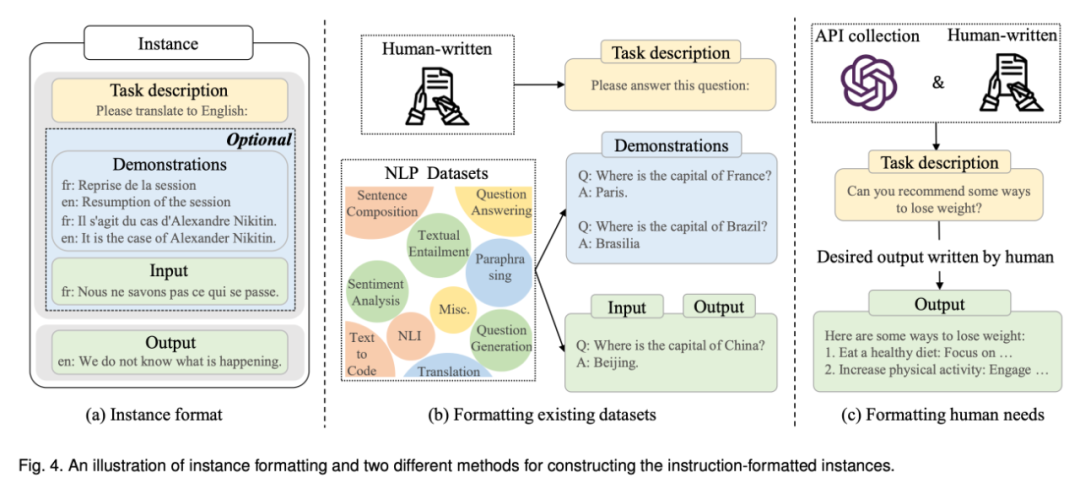 Instance
Task description
Please translate to English:
Optional
Demonstrations
fr: Reprise de la session
en: Resumption of the session
fr: Il s'agit du cas d'Alexandre Nikitin.
en: It is the case of Alexander Nikitin.
Input
fr: Nous ne savons pas ce qui se passe.
Output
en: We do not know what is happening.
(a) Instance format
Human-written
Task description
Please answer this question:
NLP Datasets
Sentence
Composition
Question
Answering
Textual
Entailment
Paraphra
sing
Sentiment
Analysis
Misc.
NLI
Question
Generation
Text
to
Code
Translation
Demonstrations
Q: Where is the capital of France?
A: Paris.
Q: Where is the capital of Brazil?
A: Brasilia
Input
Output
Q: Where is the capital of China?
A: Beijing.
(b) Formatting existing datasets
API collection
&
Human-written
Task description
Can you recommend some ways
to lose weight?
Desired output written by human
Output
Here are some ways to lose weight:
1. Eat a healthy diet: Focus on …
2. Increase physical activity: Engage …
(c) Formatting human needs
Fig. 4. An illustration of instance formatting and two different methods for constructing the instruction-formatted instances.